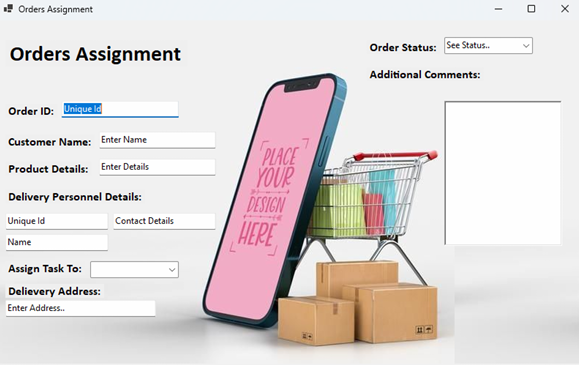 Orders Assignment
Orders Assignment
Order ID: Unique Id
Customer Name: Enter Name
Product Details: Enter Details
Delivery Personnel Details:
Unique Id Contact Details
Name
Assign Task To:
Delievery Address:
Enter Address..
Order Status: See Status..
Additional Comments:
PLACE
YOUR
DESIGN
HERE